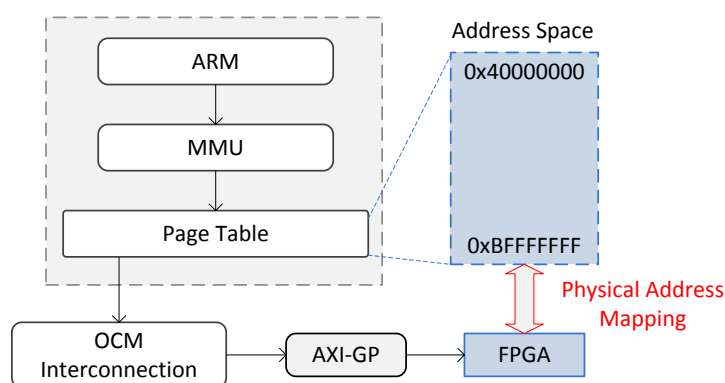 ARM
MMU
Page Table
Address Space
0x40000000
0xBFFFFFFF
Physical Address
Mapping
OCM
Interconnection
AXI-GP
FPGA